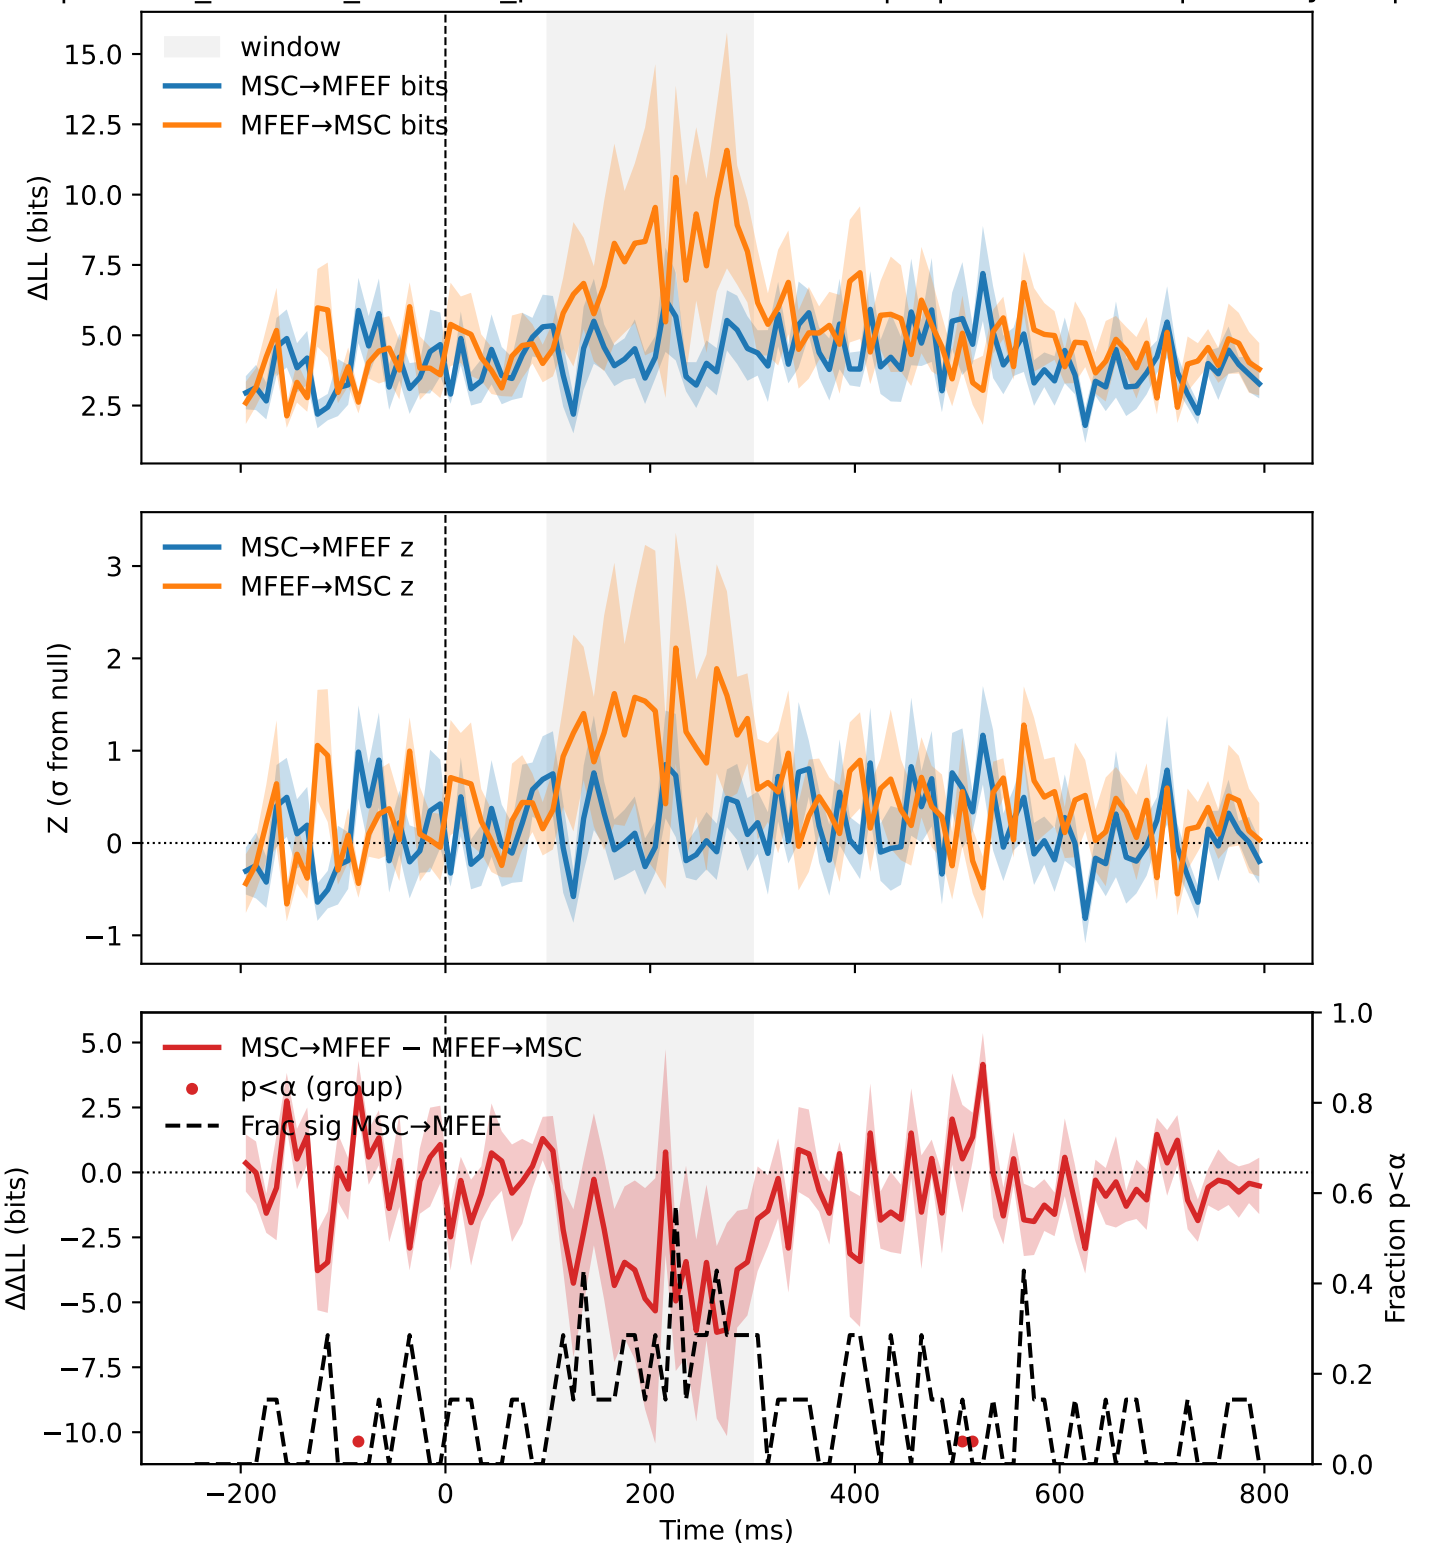 15.0
12.5
10.0
7.5
5.0
2.5
ΔLL (bits)
window
MSC→MFEF bits
MFEF→MSC bits
3
2
1
0
−1
Z (σ from null)
MSC→MFEF z
MFEF→MSC z
5.0
2.5
0.0
−2.5
−5.0
−7.5
−10.0
ΔΔLL (bits)
MSC→MFEF − MFEF→MSC
p<α (group)
Frac sig MSC→MFEF
1.0
0.8
0.6
0.4
0.2
0.0
Fraction p<α
−200 0 200 400 600 800
Time (ms)